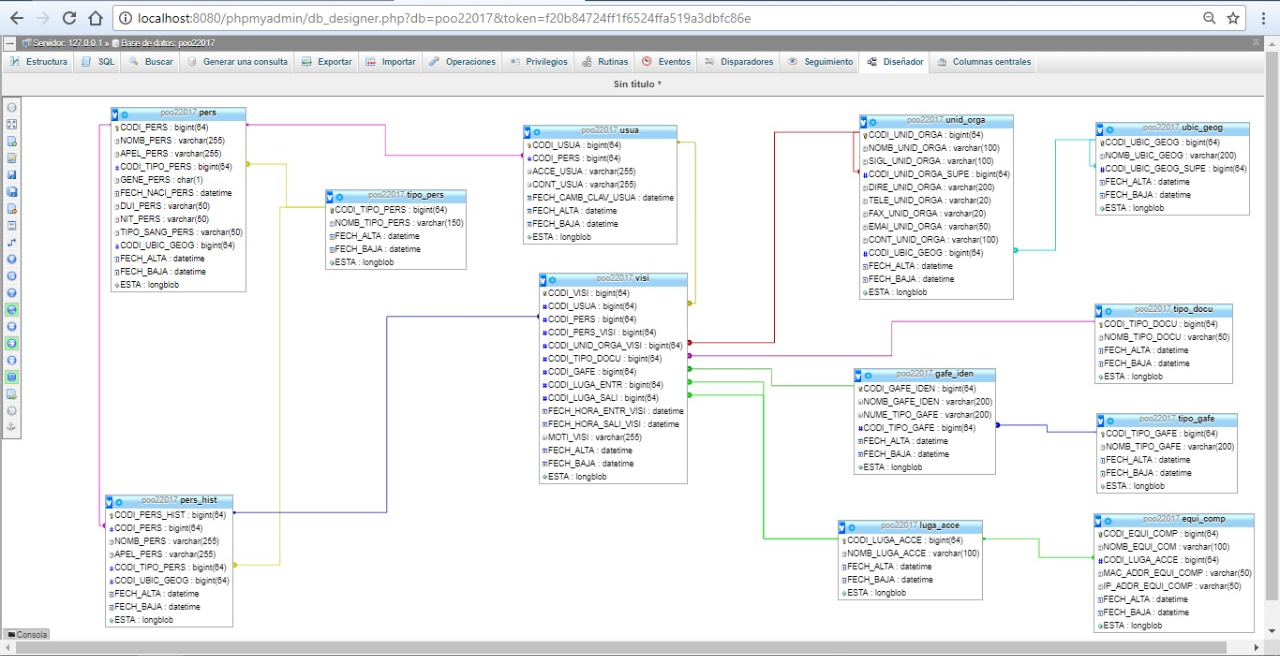 localhost:8080/phpmyadmin/db_designer.php?db=poo22017&token=f20b84724ff1f6524ffa519a3dbfc86e
Servidor: 127.0.0.1 » Base de datos: poo22017
Estructura SQL Buscar Generar una consulta Exportar Importar Operaciones Privilegios Rutinas Eventos Disparadores Seguimiento Diseñador Columnas centrales
Sin título *
poo22017 pers
CODI_PERS : bigint(64)
NOMB_PERS : varchar(255)
APEL_PERS : varchar(255)
CODI_TIPO_PERS : bigint(64)
GENE_PERS : char(1)
FECH_NACI_PERS : datetime
DUI_PERS : varchar(50)
NIT_PERS : varchar(50)
TIPO_SANG_PERS : varchar(50)
CODI_UBIC_GEOG : bigint(64)
FECH_ALTA : datetime
FECH_BAJA : datetime
ESTA : longblob
poo22017 tipo_pers
CODI_TIPO_PERS : bigint(64)
NOMB_TIPO_PERS : varchar(150)
FECH_ALTA : datetime
FECH_BAJA : datetime
ESTA : longblob
poo22017 usua
CODI_USUA : bigint(64)
CODI_PERS : bigint(64)
ACCE_USUA : varchar(255)
CONT_USUA : varchar(255)
FECH_CAMB_CLAV_USUA : datetime
FECH_ALTA : datetime
FECH_BAJA : datetime
ESTA : longblob
poo22017 unid_orga
CODI_UNID_ORGA : bigint(64)
NOMB_UNID_ORGA : varchar(100)
SIGL_UNID_ORGA : varchar(100)
CODI_UNID_ORGA_SUPE : bigint(64)
DIRE_UNID_ORGA : varchar(200)
TELE_UNID_ORGA : varchar(20)
FAX_UNID_ORGA : varchar(20)
EMAI_UNID_ORGA : varchar(50)
CONT_UNID_ORGA : varchar(100)
CODI_UBIC_GEOG : bigint(64)
FECH_ALTA : datetime
FECH_BAJA : datetime
ESTA : longblob
poo22017 ubic_geog
CODI_UBIC_GEOG : bigint(64)
NOMB_UBIC_GEOG : varchar(200)
CODI_UBIC_GEOG_SUPE : bigint(64)
FECH_ALTA : datetime
FECH_BAJA : datetime
ESTA : longblob
poo22017 visi
CODI_VISI : bigint(64)
CODI_USUA : bigint(64)
CODI_PERS : bigint(64)
CODI_PERS_VISI : bigint(64)
CODI_UNID_ORGA_VISI : bigint(64)
CODI_TIPO_DOCU : bigint(64)
CODI_GAFE : bigint(64)
CODI_LUGA_ENTR : bigint(64)
CODI_LUGA_SALI : bigint(64)
FECH_HORA_ENTR_VISI : datetime
FECH_HORA_SALI_VISI : datetime
MOTI_VISI : varchar(255)
FECH_ALTA : datetime
FECH_BAJA : datetime
ESTA : longblob
poo22017 tipo_docu
CODI_TIPO_DOCU : bigint(64)
NOMB_TIPO_DOCU : varchar(50)
FECH_ALTA : datetime
FECH_BAJA : datetime
ESTA : longblob
poo22017 gafe_iden
CODI_GAFE_IDEN : bigint(64)
NOMB_GAFE_IDEN : varchar(200)
NUME_TIPO_GAFE : varchar(200)
CODI_TIPO_GAFE : bigint(64)
FECH_ALTA : datetime
FECH_BAJA : datetime
ESTA : longblob
poo22017 tipo_gafe
CODI_TIPO_GAFE : bigint(64)
NOMB_TIPO_GAFE : varchar(200)
FECH_ALTA : datetime
FECH_BAJA : datetime
ESTA : longblob
poo22017 pers_hist
CODI_PERS_HIST : bigint(64)
CODI_PERS : bigint(64)
NOMB_PERS : varchar(255)
APEL_PERS : varchar(255)
CODI_TIPO_PERS : bigint(64)
CODI_UBIC_GEOG : bigint(64)
FECH_ALTA : datetime
FECH_BAJA : datetime
ESTA : longblob
poo22017 luga_acce
CODI_LUGA_ACCE : bigint(64)
NOMB_LUGA_ACCE : varchar(100)
FECH_ALTA : datetime
FECH_BAJA : datetime
ESTA : longblob
poo22017 equi_comp
CODI_EQUI_COMP : bigint(64)
NOMB_EQUI_COM : varchar(100)
CODI_LUGA_ACCE : bigint(64)
MAC_ADDR_EQUI_COMP : varchar(50)
IP_ADDR_EQUI_COMP : varchar(50)
FECH_ALTA : datetime
FECH_BAJA : datetime
ESTA : longblob
Consola